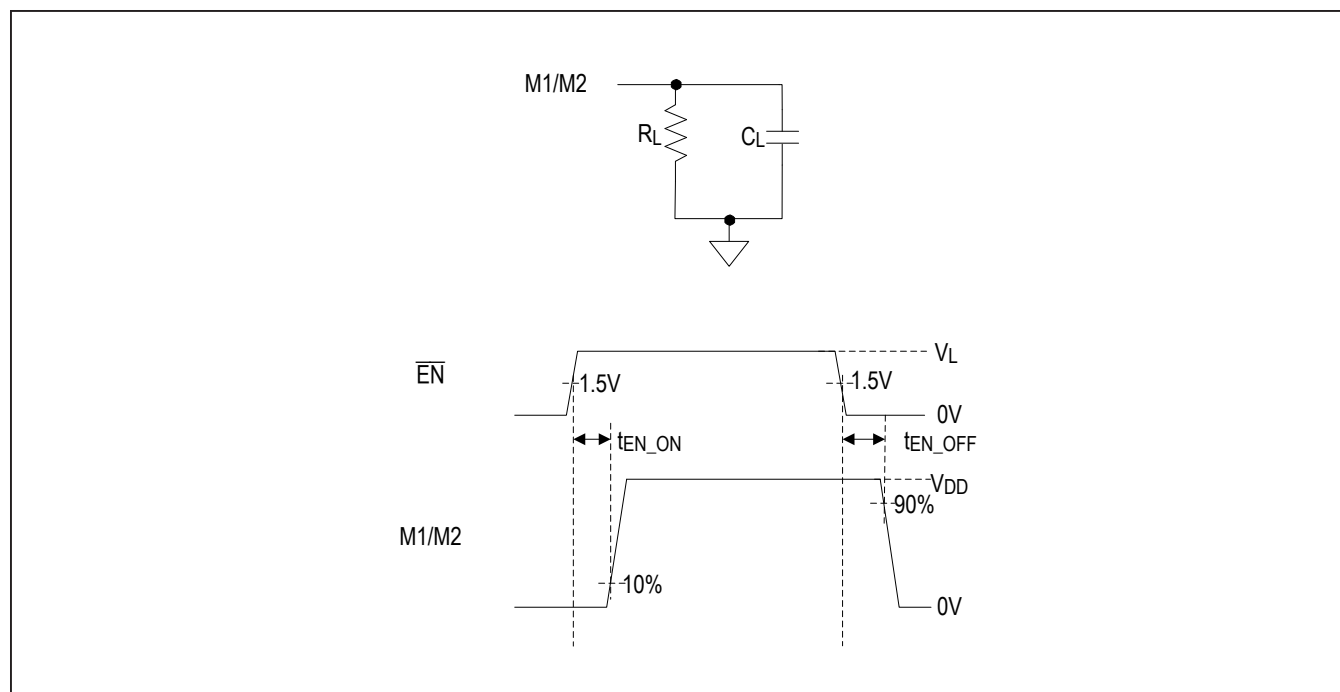 M1/M2
RL
CL
EN
VL
1.5V
1.5V
0V
tEN_ON
tEN_OFF
VDD
90%
M1/M2
10%
0V